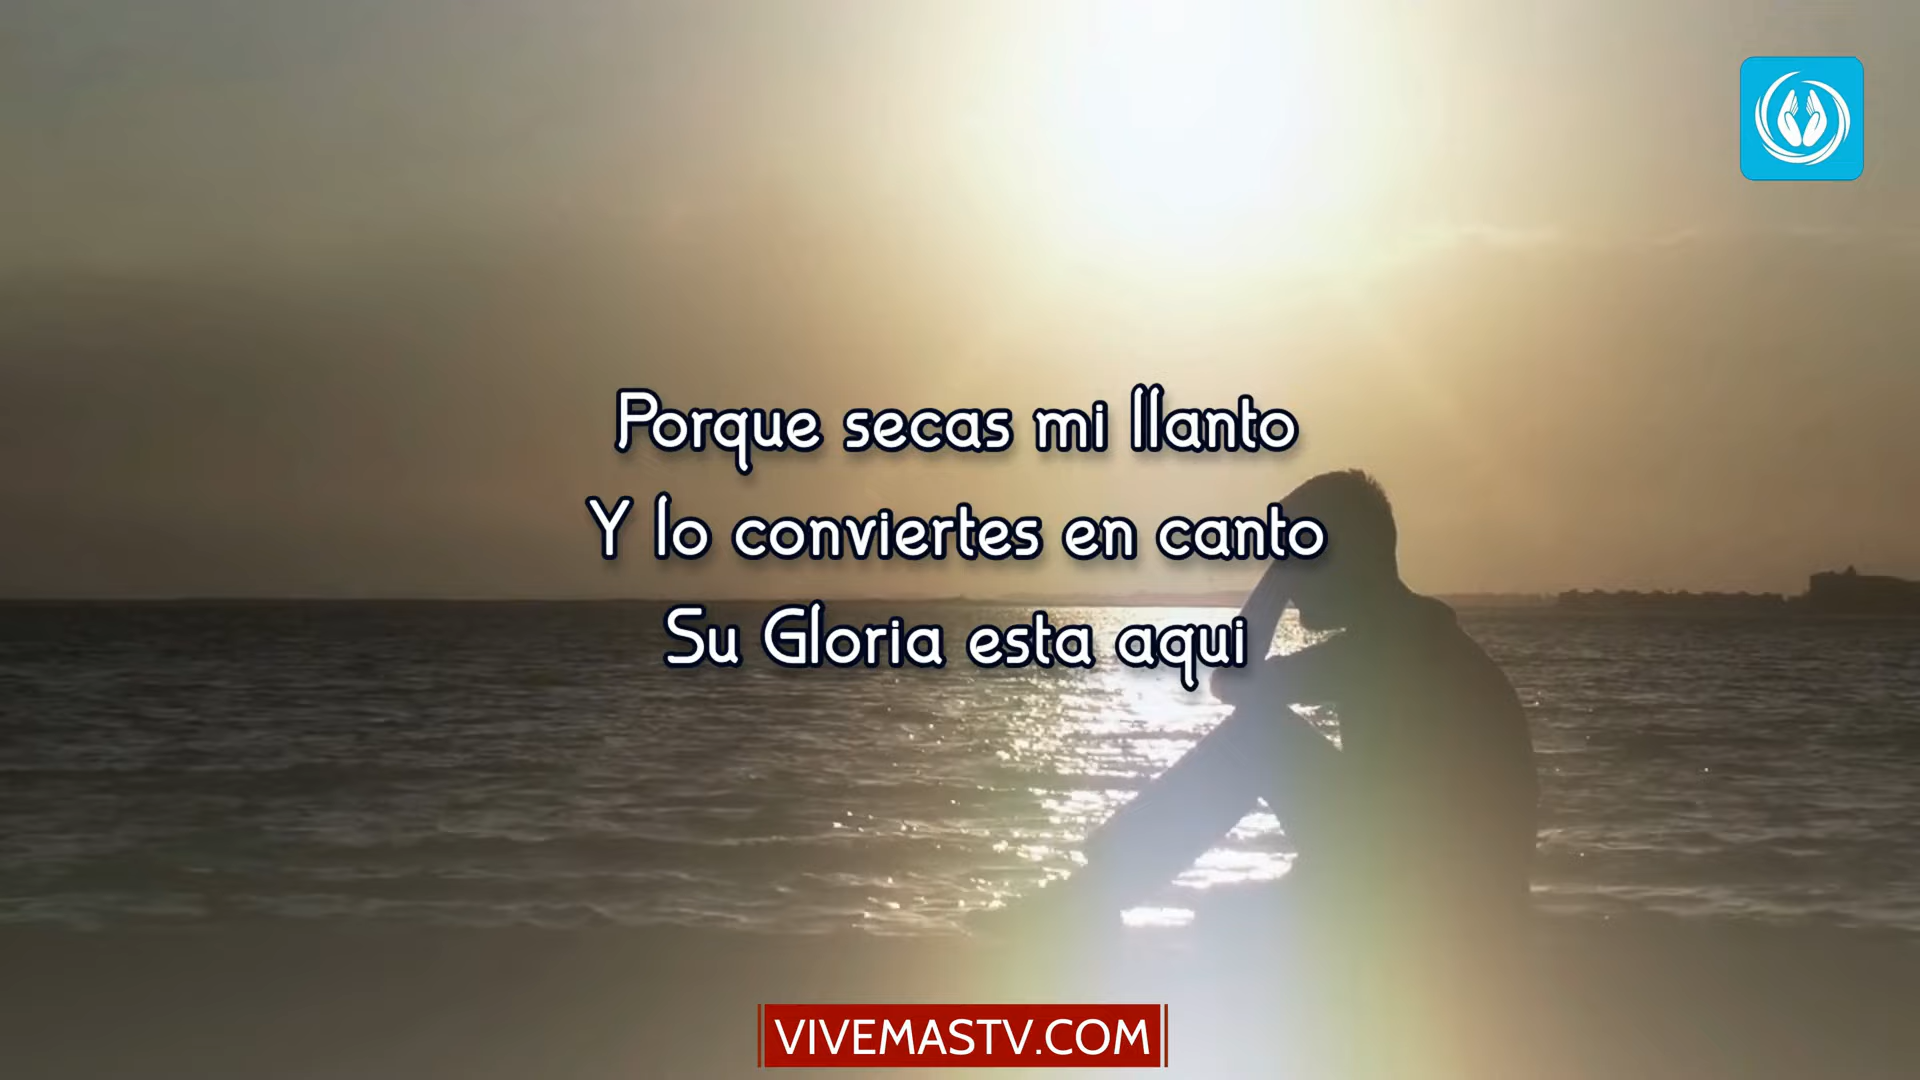 Porque secas mi llanto
Y lo conviertes en canto
Su Gloria esta aqui
VIVEMASTV.COM